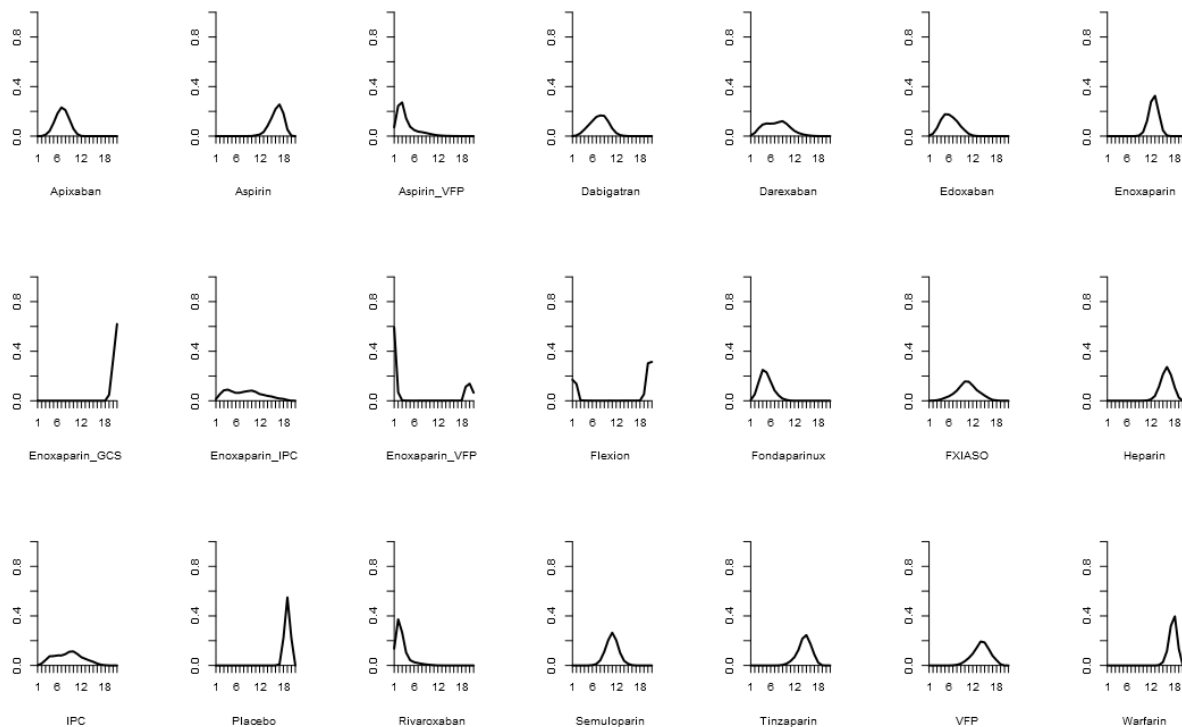 0.8 0.8 0.8 0.8 0.8 0.8 0.8
0.4 0.4 0.4 0.4 0.4 0.4 0.4
0.0 0.0 0.0 0.0 0.0 0.0 0.0
1 6 12 18 1 6 12 18 1 6 12 18 1 6 12 18 1 6 12 18 1 6 12 18 1 6 12 18
Apixaban Aspirin Aspirin_VFP Dabigatran Darexaban Edoxaban Enoxaparin
0.8 0.8 0.8 0.8 0.8 0.8 0.8
0.4 0.4 0.4 0.4 0.4 0.4 0.4
0.0 0.0 0.0 0.0 0.0 0.0 0.0
1 6 12 18 1 6 12 18 1 6 12 18 1 6 12 18 1 6 12 18 1 6 12 18 1 6 12 18
Enoxaparin_GCS Enoxaparin_IPC Enoxaparin_VFP Flexion Fondaparinux FXIASO Heparin
0.8 0.8 0.8 0.8 0.8 0.8 0.8
0.4 0.4 0.4 0.4 0.4 0.4 0.4
0.0 0.0 0.0 0.0 0.0 0.0 0.0
1 6 12 18 1 6 12 18 1 6 12 18 1 6 12 18 1 6 12 18 1 6 12 18 1 6 12 18
IPC Placebo Rivaroxaban Semuloparin Tinzaparin VFP Warfarin